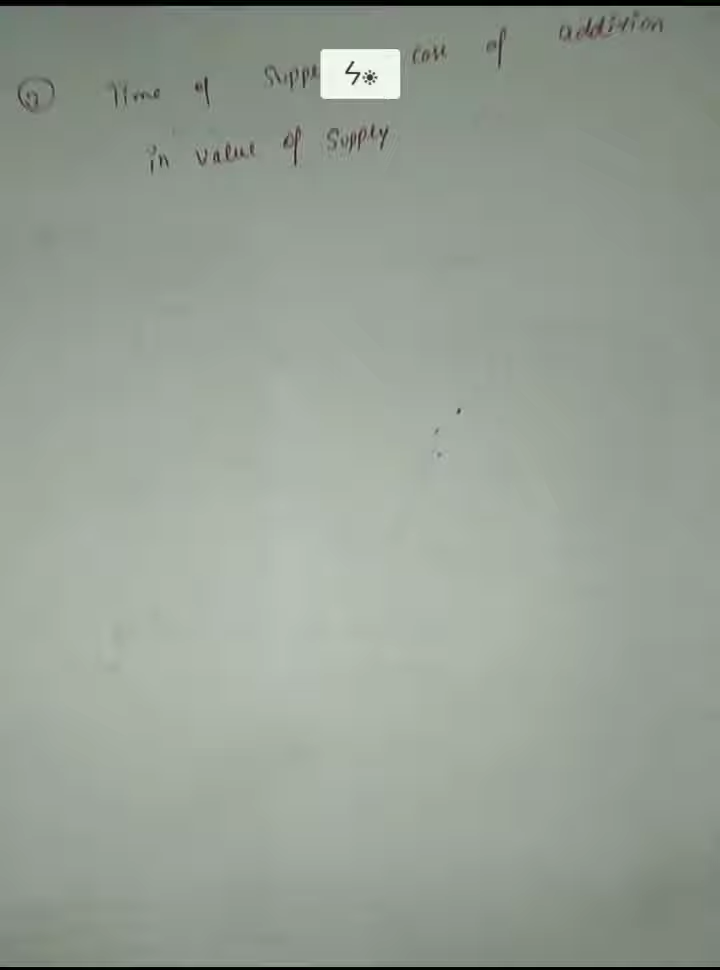 Time of Supp case of addition
in value of Supply